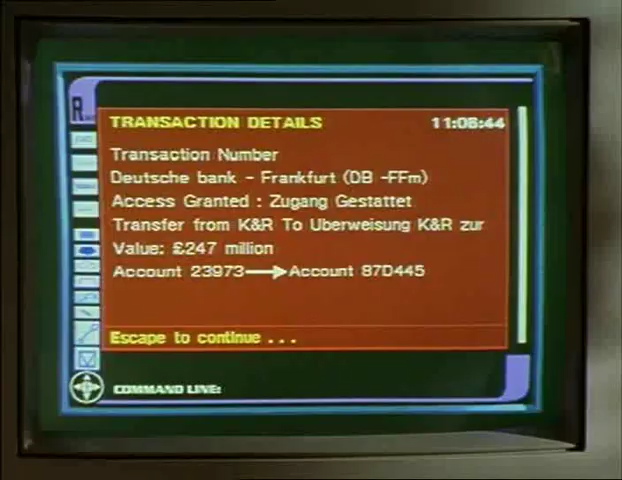 R
TRANSACTION DETAILS 11:06:44
Transaction Number
Deutsche bank - Frankfurt (DB -FFm)
Access Granted : Zugang Gestattet
Transfer from K&R To Uberweisung K&R zur
Value: £247 million
Account 23973→Account 87D445
Escape to continue . . .
COMMAND LINE: